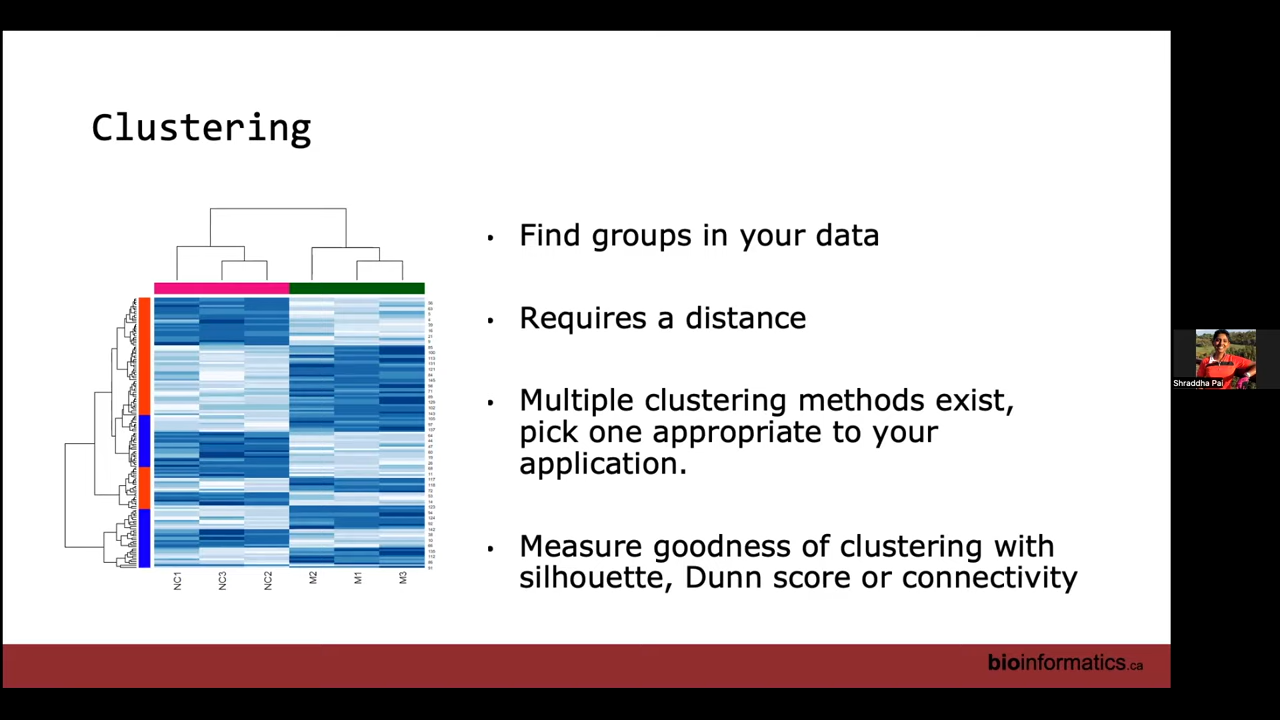 Clustering
Find groups in your data
Requires a distance
Multiple clustering methods exist,
pick one appropriate to your
application.
Measure goodness of clustering with
silhouette, Dunn score or connectivity
NC1
NC3
NC2
M2
M1
M3
Shraddha Pai
bioinformatics.ca